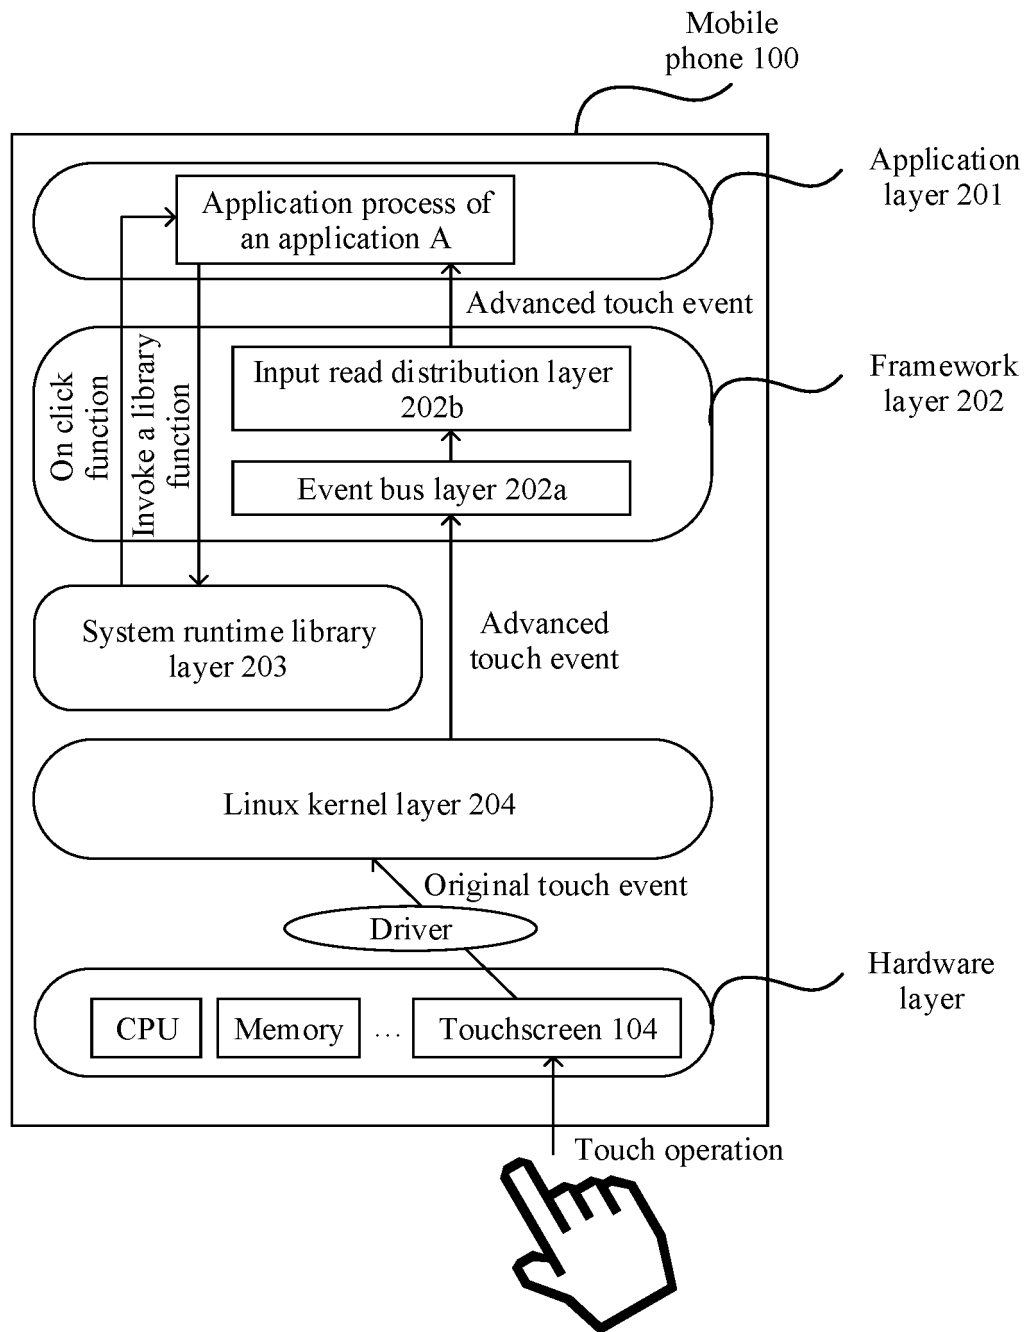 Mobile
phone 100
Application
layer 201
Application process of
an application A
Advanced touch event
Framework
layer 202
Input read distribution layer
202b
On click
function
Invoke a library
function
Event bus layer 202a
System runtime library
layer 203
Advanced
touch event
Linux kernel layer 204
Original touch event
Driver
Hardware
layer
CPU
Memory
...
Touchscreen 104
Touch operation